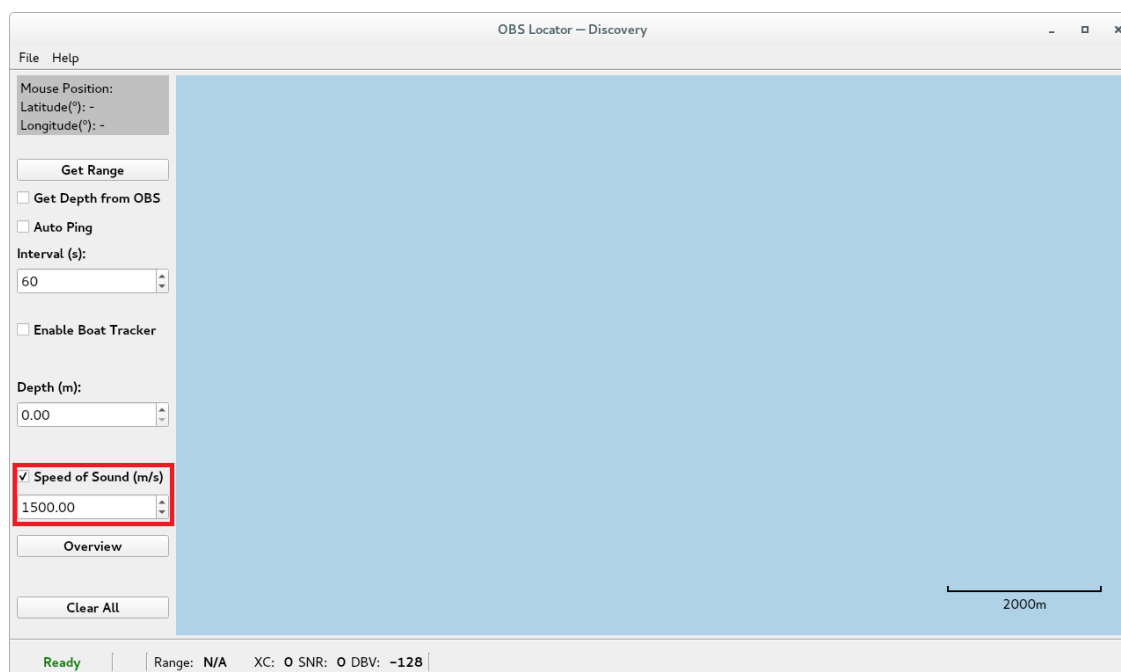 OBS Locator — Discovery
File Help
Mouse Position:
Latitude(°): -
Longitude(°): -
Get Range
Get Depth from OBS
Auto Ping
Interval (s):
60
Enable Boat Tracker
Depth (m):
0.00
Speed of Sound (m/s)
1500.00
Overview
Clear All
2000m
Ready Range: N/A XC: 0 SNR: 0 DBV: -128